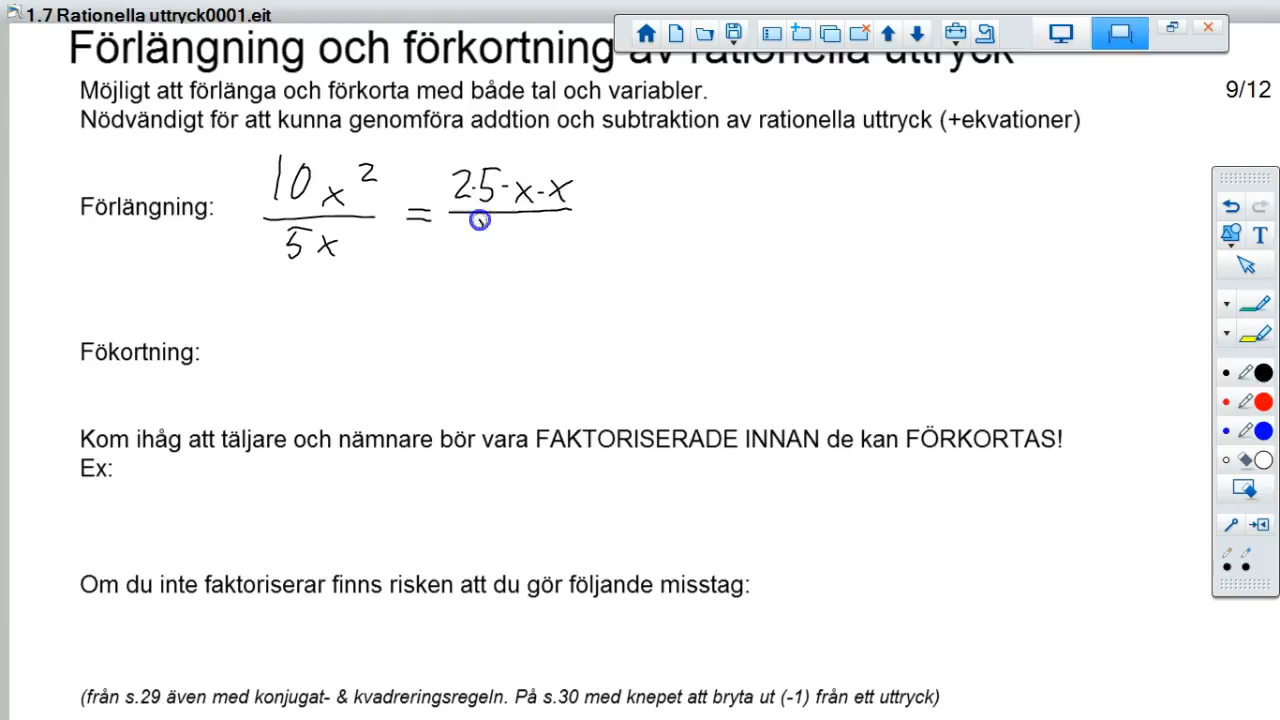 1.7 Rationella uttryck0001.eit
Förlängning och förkortning av rationella uttryck
Möjligt att förlänga och förkorta med både tal och variabler.
9/12
Nödvändigt för att kunna genomföra addtion och subtraktion av rationella uttryck (+ekvationer)
Förlängning:
10x²
5x
=
2·5·x·x
Fökortning:
Kom ihåg att täljare och nämnare bör vara FAKTORISERADE INNAN de kan FÖRKORTAS!
Ex:
Om du inte faktoriserar finns risken att du gör följande misstag:
(från s.29 även med konjugat- & kvadreringsregeln. På s.30 med knepet att bryta ut (-1) från ett uttryck)
T